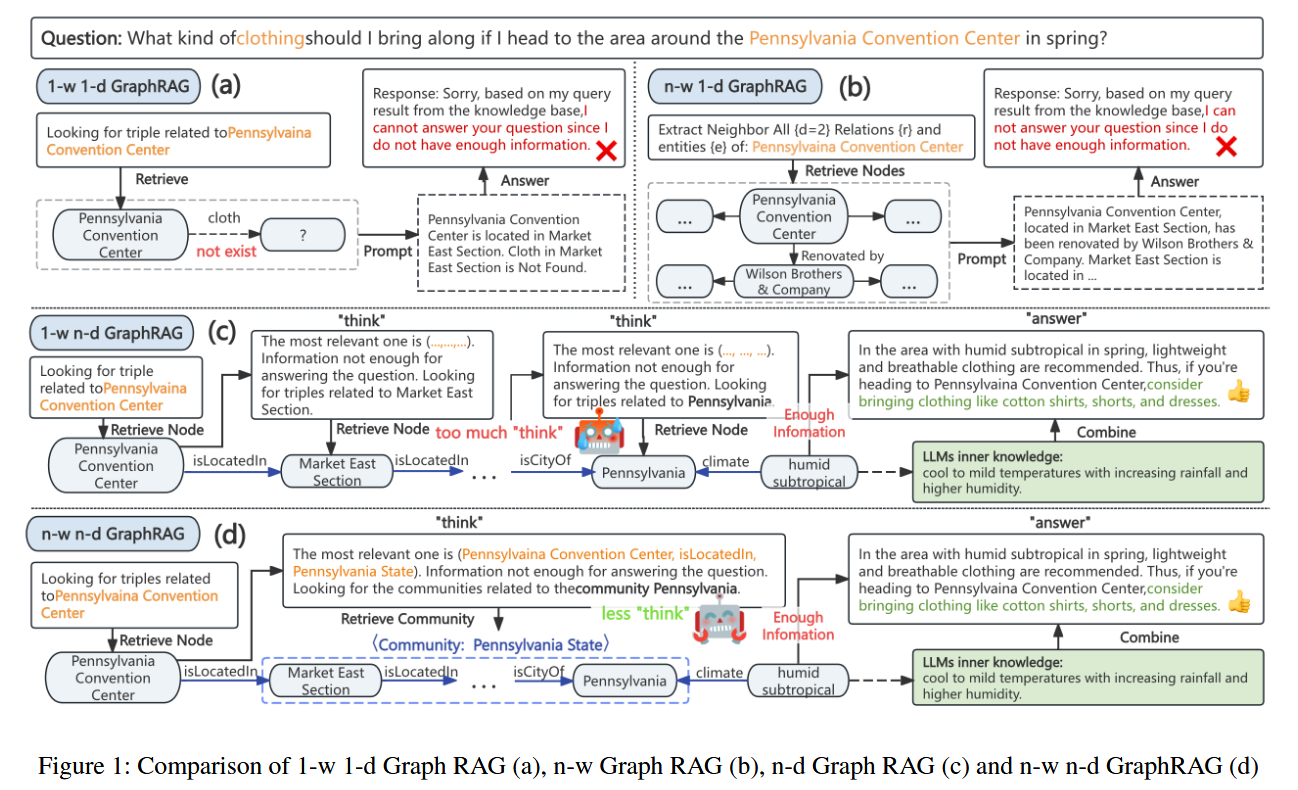 Question: What kind ofclothingshould I bring along if I head to the area around the Pennsylvania Convention Center in spring?
1-w 1-d GraphRAG
(a)
Looking for triple related toPennsylvaina
Convention Center
Retrieve
Pennsylvania
Convention
Center
cloth
not exist
?
Prompt
Pennsylvania Convention
Center is located in Market
East Section. Cloth in Market
East Section is Not Found.
Answer
Response: Sorry, based on my query
result from the knowledge base,I
cannot answer your question since I
do not have enough information.
n-w 1-d GraphRAG
(b)
Extract Neighbor All {d=2} Relations {r} and
entities {e} of: Pennsylvaina Convention Center
Retrieve Nodes
...
Pennsylvania
Convention
Center
...
Renovated by
...
Wilson Brothers
& Company
...
Prompt
Pennsylvania Convention Center,
located in Market East Section, has
been renovated by Wilson Brothers &
Company. Market East Section is
located in ...
Answer
Response: Sorry, based on my query
result from the knowledge base,I can
not answer your question since I do
not have enough information.
1-w n-d GraphRAG
(c)
Looking for triple
related toPennsylvaina
Convention Center
Retrieve Node
Pennsylvania
Convention
Center
"think"
The most relevant one is (...,...,...).
Information not enough for
answering the question. Looking
for triples related to Market East
Section.
Retrieve Node
too much "think"
"think"
The most relevant one is (..., ..., ...).
Information not enough for
answering the question. Looking
for triples related to Pennsylvania.
Retrieve Node
isLocatedIn
Market East
Section
isLocatedIn
...
isCityOf
Pennsylvania
climate
humid
subtropical
Enough
Infomation
"answer"
In the area with humid subtropical in spring, lightweight
and breathable clothing are recommended. Thus, if you're
heading to Pennsylvania Convention Center,consider
bringing clothing like cotton shirts, shorts, and dresses.
Combine
LLMs inner knowledge:
cool to mild temperatures with increasing rainfall and
higher humidity.
n-w n-d GraphRAG
(d)
Looking for triples related
toPennsylvaina Convention
Center
Retrieve Node
Pennsylvania
Convention
Center
"think"
The most relevant one is (Pennsylvaina Convention Center, isLocatedIn,
Pennsylvania State). Information not enough for answering the question.
Looking for the communities related to thecommunity Pennsylvania.
Retrieve Community
less "think"
〈Community: Pennsylvania State〉
isLocatedIn
Market East
Section
isLocatedIn
...
isCityOf
Pennsylvania
climate
humid
subtropical
Enough
Infomation
"answer"
In the area with humid subtropical in spring, lightweight
and breathable clothing are recommended. Thus, if you're
heading to Pennsylvania Convention Center,consider
bringing clothing like cotton shirts, shorts, and dresses.
Combine
LLMs inner knowledge:
cool to mild temperatures with increasing rainfall and
higher humidity.
Figure 1: Comparison of 1-w 1-d Graph RAG (a), n-w Graph RAG (b), n-d Graph RAG (c) and n-w n-d GraphRAG (d)